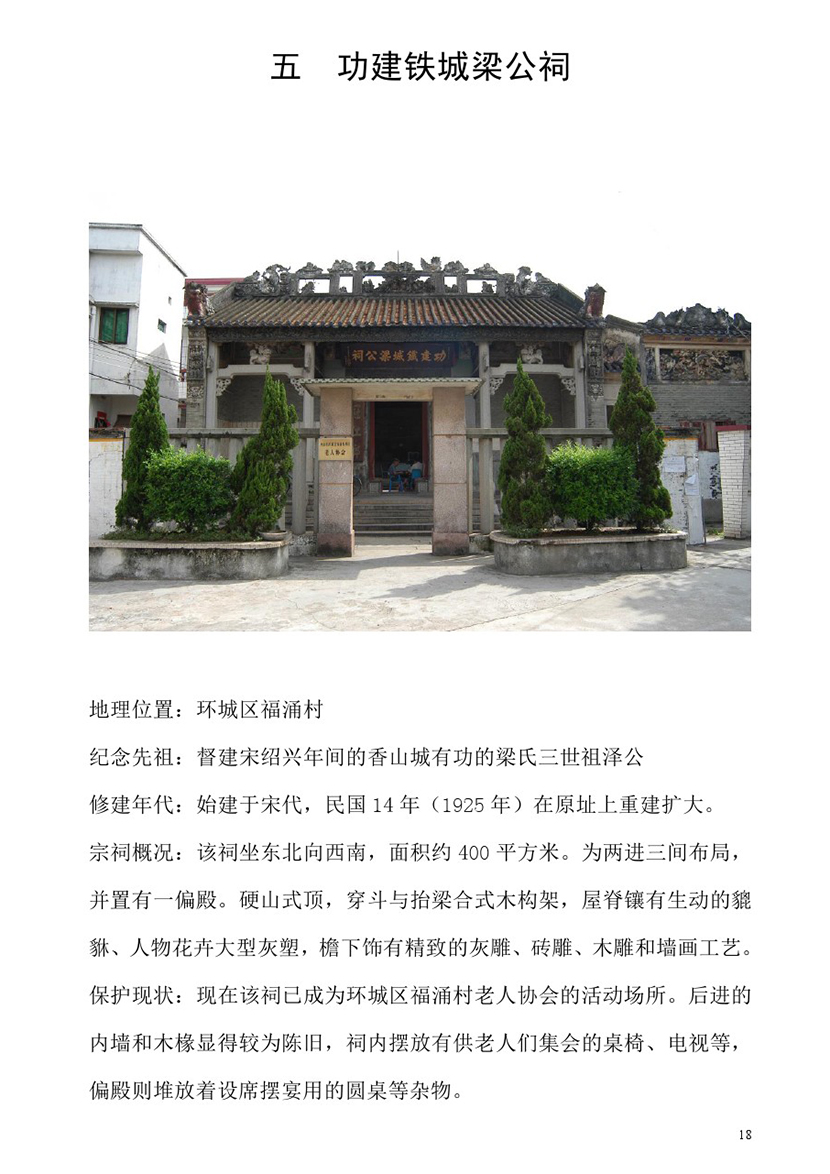 五 功建铁城梁公祠
功建鐵城梁公祠
老人协会
地理位置：环城区福涌村
纪念先祖：督建宋绍兴年间的香山城有功的梁氏三世祖泽公
修建年代：始建于宋代，民国 14 年（1925 年）在原址上重建扩大。
宗祠概况：该祠坐东北向西南，面积约 400 平方米。为两进三间布局，
并置有一偏殿。硬山式顶，穿斗与抬梁合式木构架，屋脊镶有生动的貔
貅、人物花卉大型灰塑，檐下饰有精致的灰雕、砖雕、木雕和墙画工艺。
保护现状：现在该祠已成为环城区福涌村老人协会的活动场所。后进的
内墙和木椽显得较为陈旧，祠内摆放有供老人们集会的桌椅、电视等，
偏殿则堆放着设席摆宴用的圆桌等杂物。
18